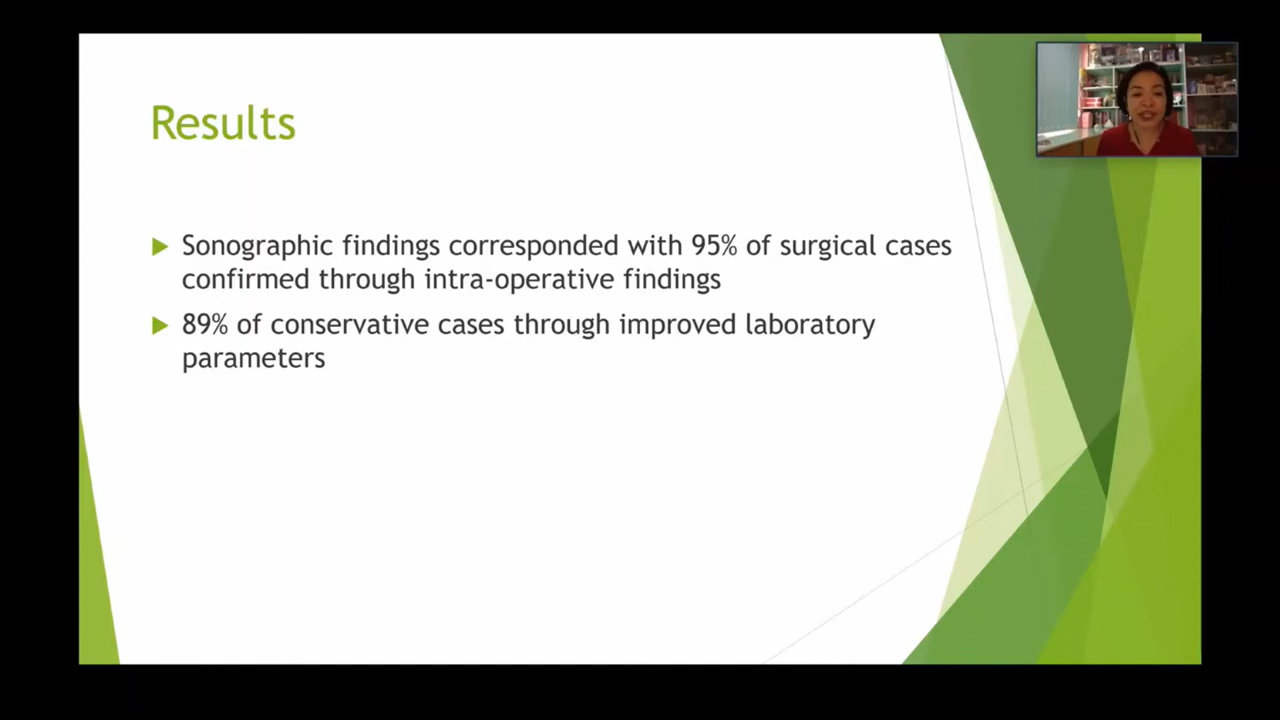 Results
Sonographic findings corresponded with 95% of surgical cases
confirmed through intra-operative findings
89% of conservative cases through improved laboratory
parameters